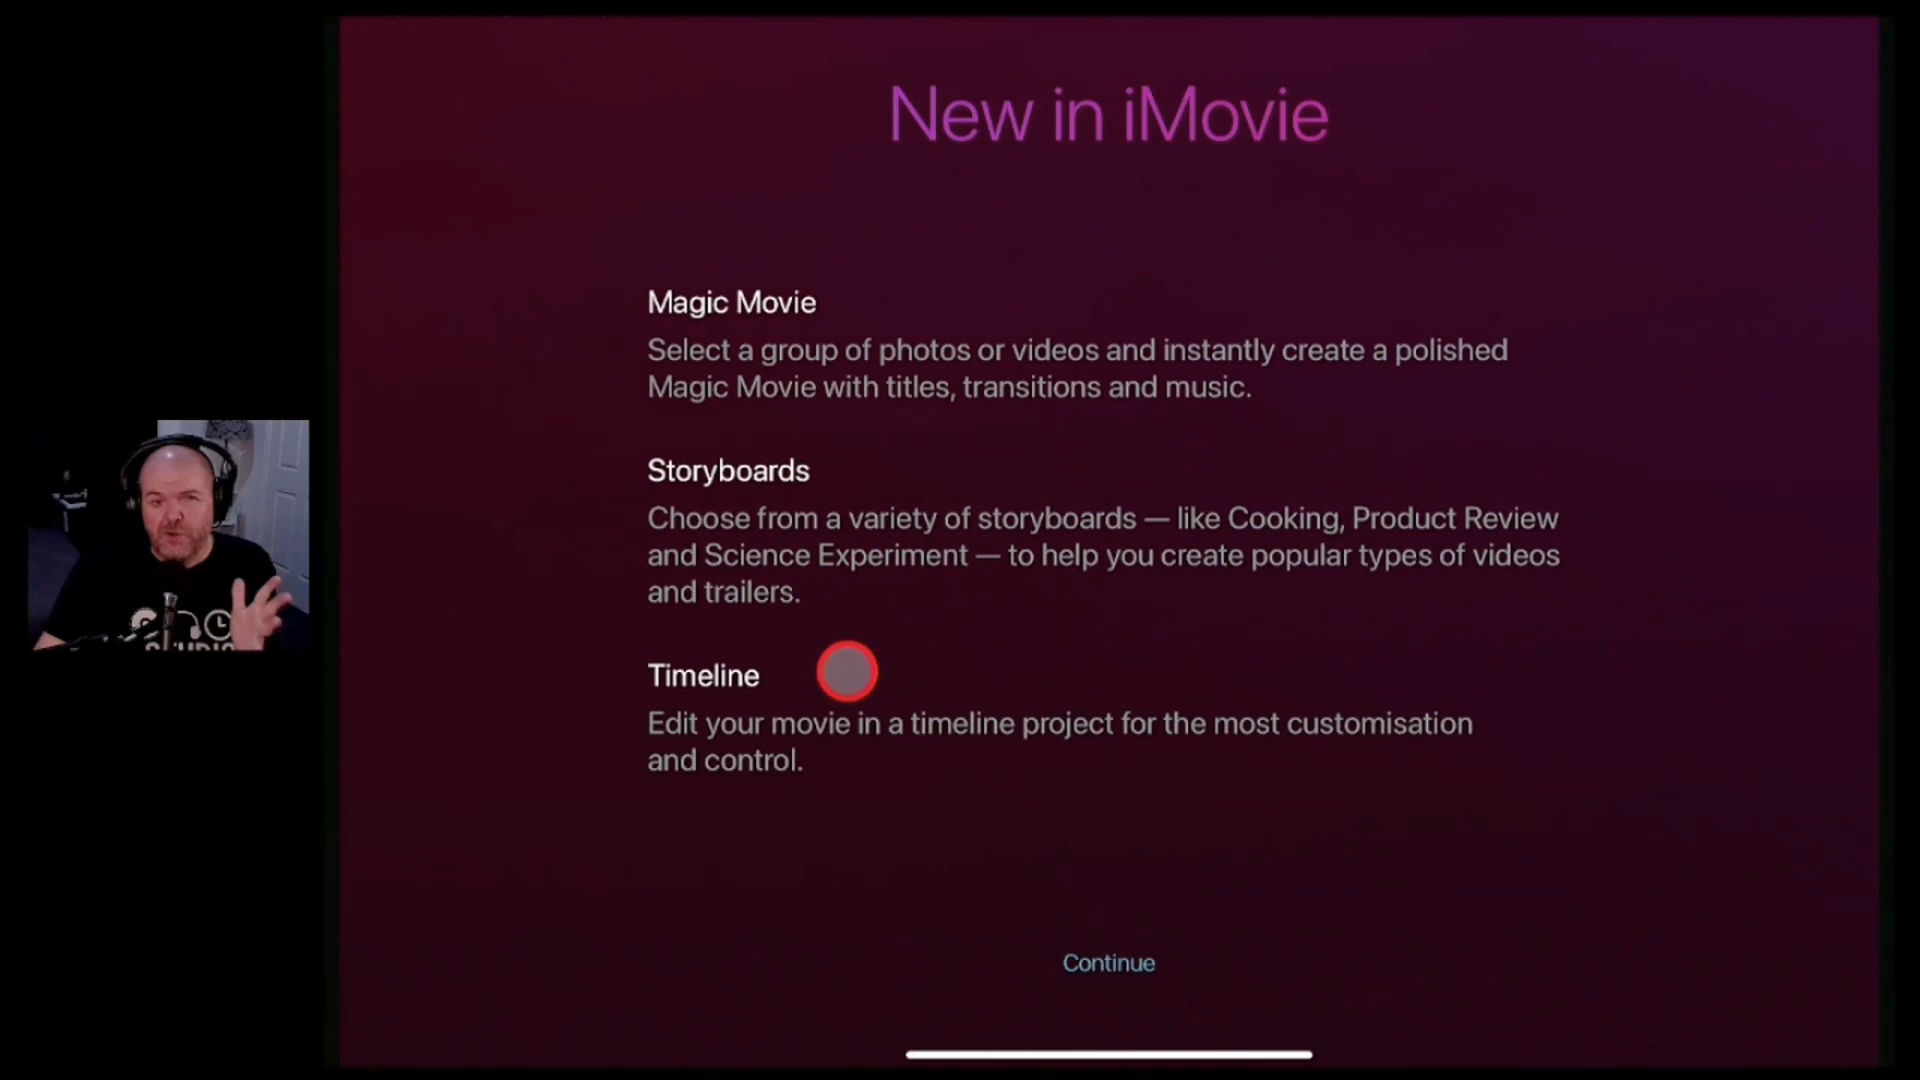 New in iMovie
Magic Movie
Select a group of photos or videos and instantly create a polished
Magic Movie with titles, transitions and music.
Storyboards
Choose from a variety of storyboards — like Cooking, Product Review
and Science Experiment — to help you create popular types of videos
and trailers.
Timeline
Edit your movie in a timeline project for the most customisation
and control.
Continue